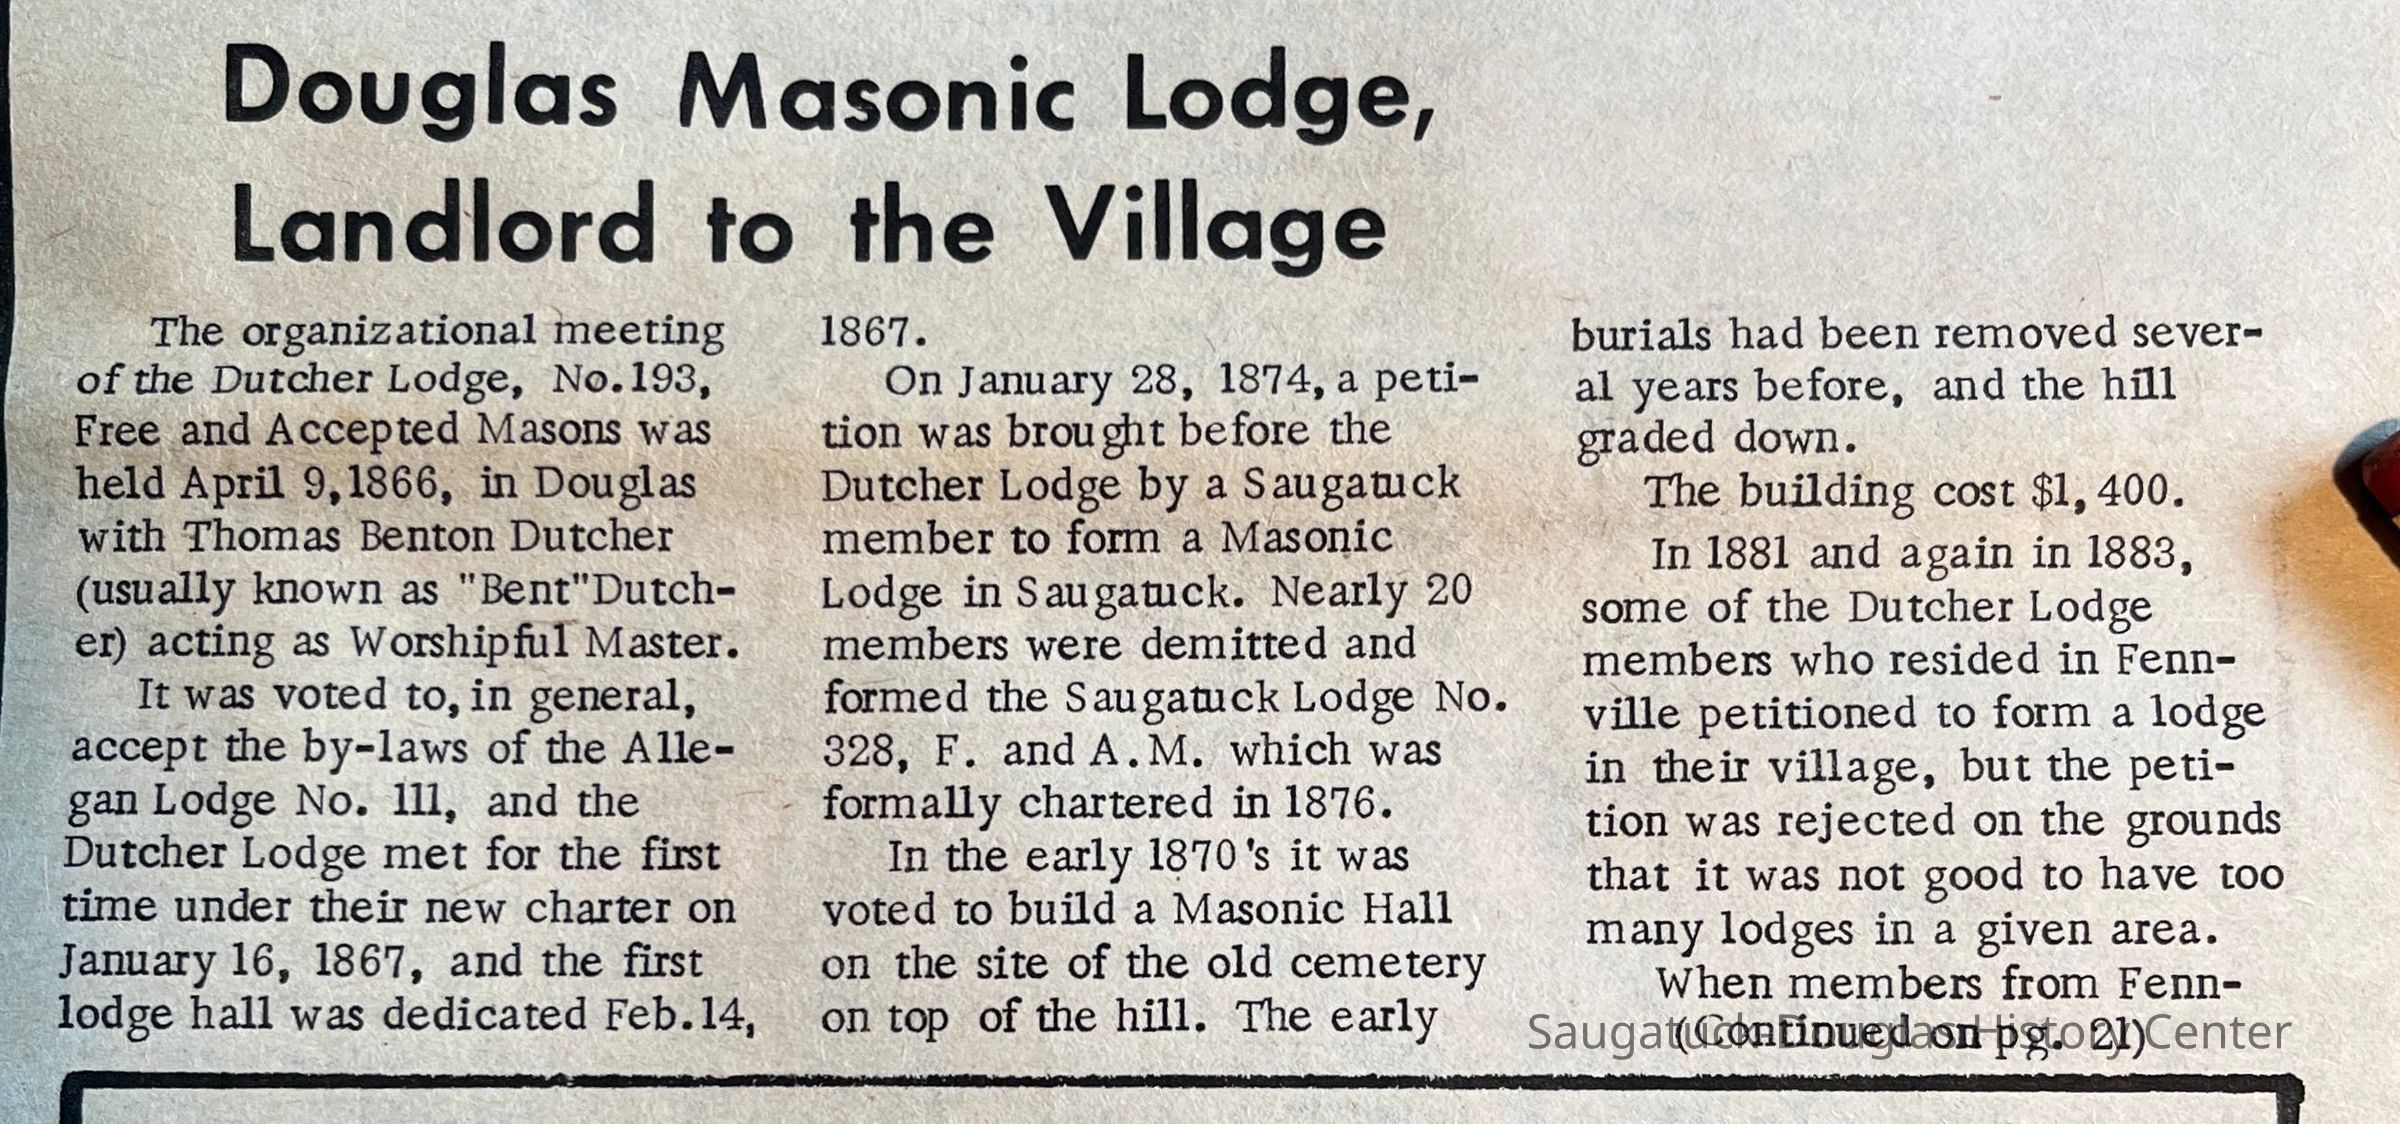 Douglas Masonic Lodge,
Landlord to the Village
The organizational meeting
of the Dutcher Lodge, No.193,
Free and Accepted Masons was
held April 9,1866, in Douglas
with Thomas Benton Dutcher
(usually known as "Bent"Dutch-
er) acting as Worshipful Master.
It was voted to, in general,
accept the by-laws of the Alle-
gan Lodge No. 111, and the
Dutcher Lodge met for the first
time under their new charter on
January 16, 1867, and the first
lodge hall was dedicated Feb.14,
1867.
On January 28, 1874, a peti-
tion was brought before the
Dutcher Lodge by a Saugatuck
member to form a Masonic
Lodge in Saugatuck. Nearly 20
members were demitted and
formed the Saugatuck Lodge No.
328, F. and A.M. which was
formally chartered in 1876.
In the early 1870's it was
voted to build a Masonic Hall
on the site of the old cemetery
on top of the hill. The early
burials had been removed sever-
al years before, and the hill
graded down.
The building cost $1,400.
In 1881 and again in 1883,
some of the Dutcher Lodge
members who resided in Fenn-
ville petitioned to form a lodge
in their village, but the peti-
tion was rejected on the grounds
that it was not good to have too
many lodges in a given area.
When members from Fenn-
(Continued on pg. 21)
Saugatuck-Douglas History Center